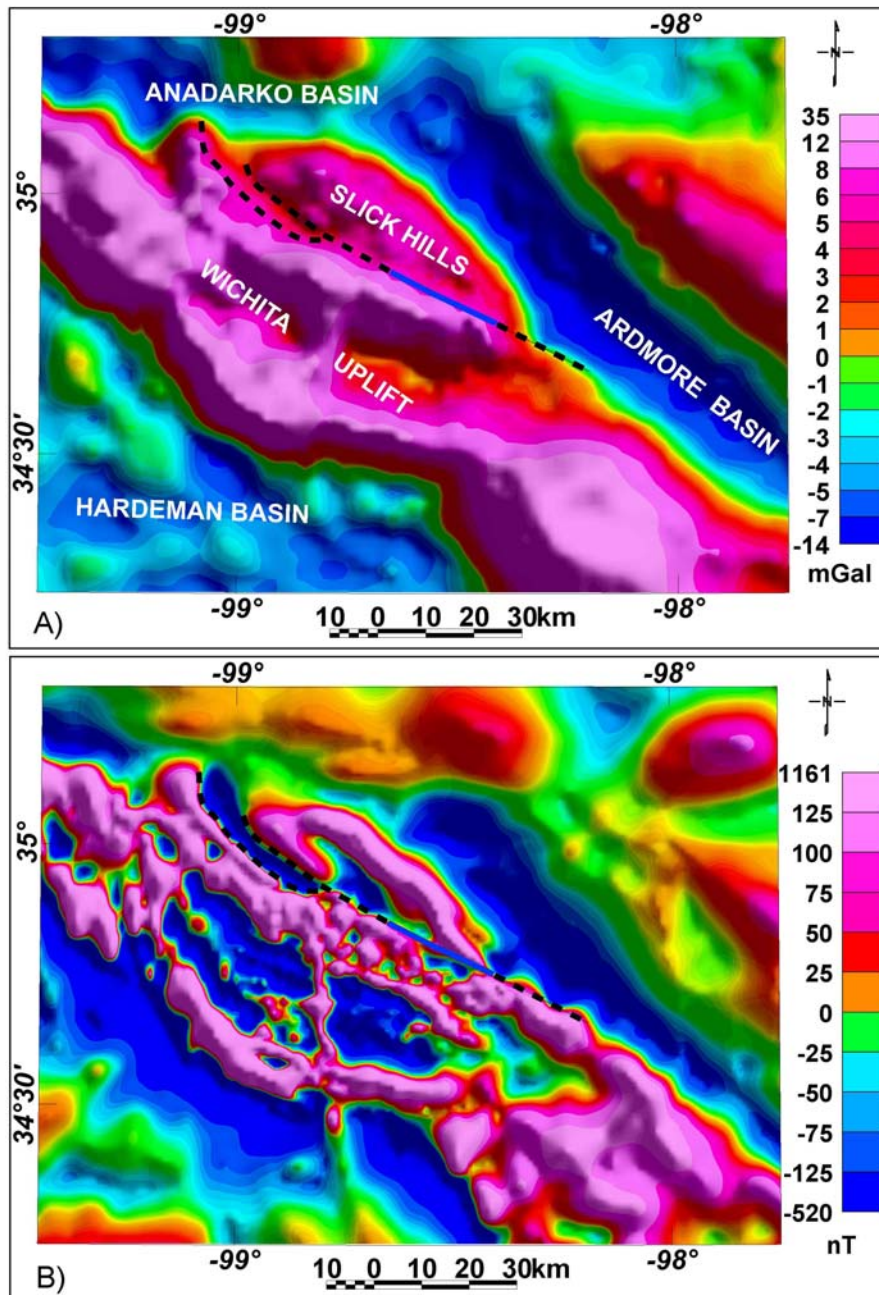 -99°
-98°
N
ANADARKO BASIN
35°
SLICK HILLS
WICHITA
UPLIFT
ARDMORE BASIN
34°30'
HARDEMAN BASIN
35
12
8
6
5
4
3
2
1
0
-1
-2
-3
-4
-5
-7
-14
mGal
-99°
-98°
10 0 10 20 30km
A)
-99°
-98°
N
35°
34°30'
1161
125
100
75
50
25
0
-25
-50
-75
-125
-520
nT
-99°
-98°
10 0 10 20 30km
B)